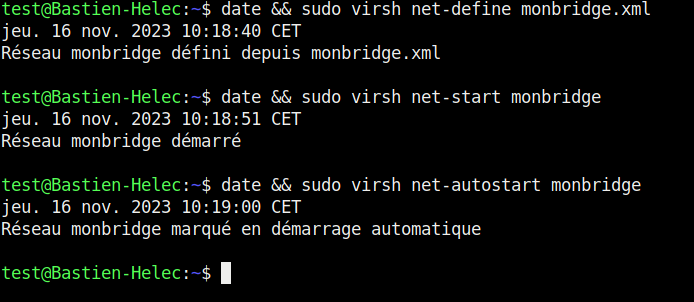 test@Bastien-Helec:~$ date && sudo virsh net-define monbridge.xml
jeu. 16 nov. 2023 10:18:40 CET
Réseau monbridge défini depuis monbridge.xml
test@Bastien-Helec:~$ date && sudo virsh net-start monbridge
jeu. 16 nov. 2023 10:18:51 CET
Réseau monbridge démarré
test@Bastien-Helec:~$ date && sudo virsh net-autostart monbridge
jeu. 16 nov. 2023 10:19:00 CET
Réseau monbridge marqué en démarrage automatique
test@Bastien-Helec:~$